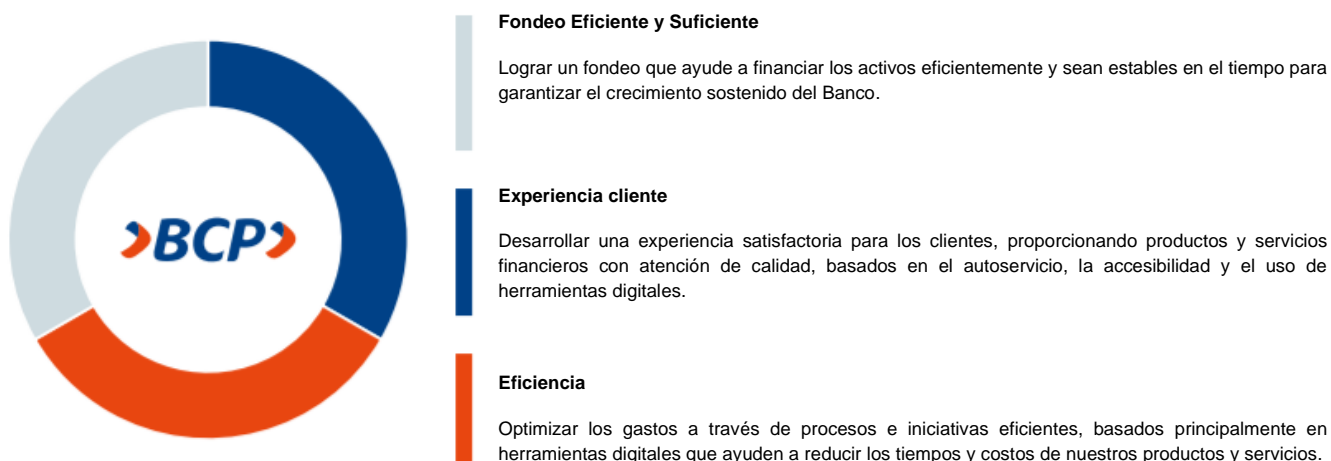 Fondeo Eficiente y Suficiente
Lograr un fondeo que ayude a financiar los activos eficientemente y sean estables en el tiempo para
garantizar el crecimiento sostenido del Banco.
BCP
Experiencia cliente
Desarrollar una experiencia satisfactoria para los clientes, proporcionando productos y servicios
financieros con atención de calidad, basados en el autoservicio, la accesibilidad y el uso de
herramientas digitales.
Eficiencia
Optimizar los gastos a través de procesos e iniciativas eficientes, basados principalmente en
herramientas digitales que ayuden a reducir los tiempos y costos de nuestros productos y servicios.